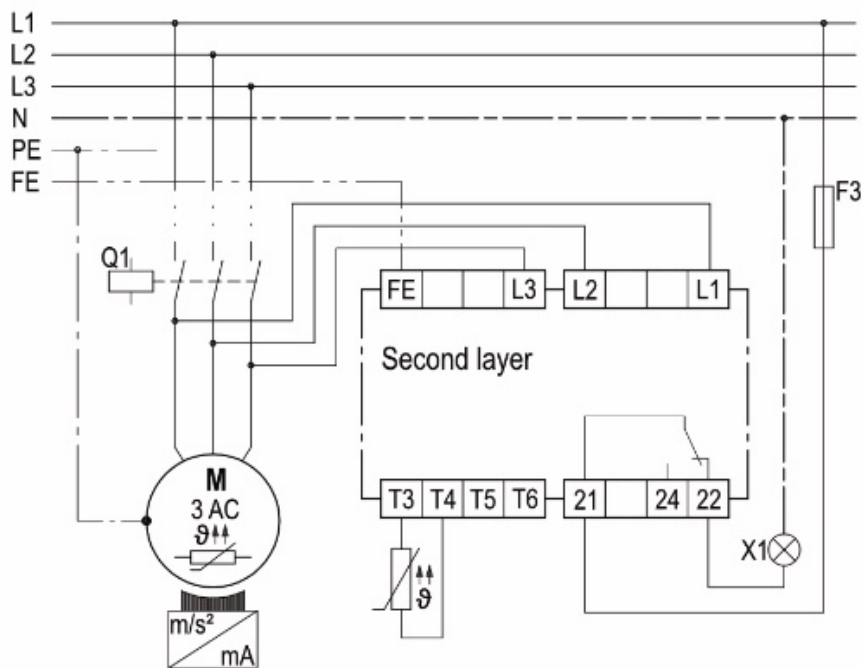 L1
L2
L3
N
PE
FE
F3
Q1
FE L3 L2 L1
Second layer
M
3 AC
ϑ
T3 T4 T5 T6 21 24 22
X1
ϑ
m/s²
mA